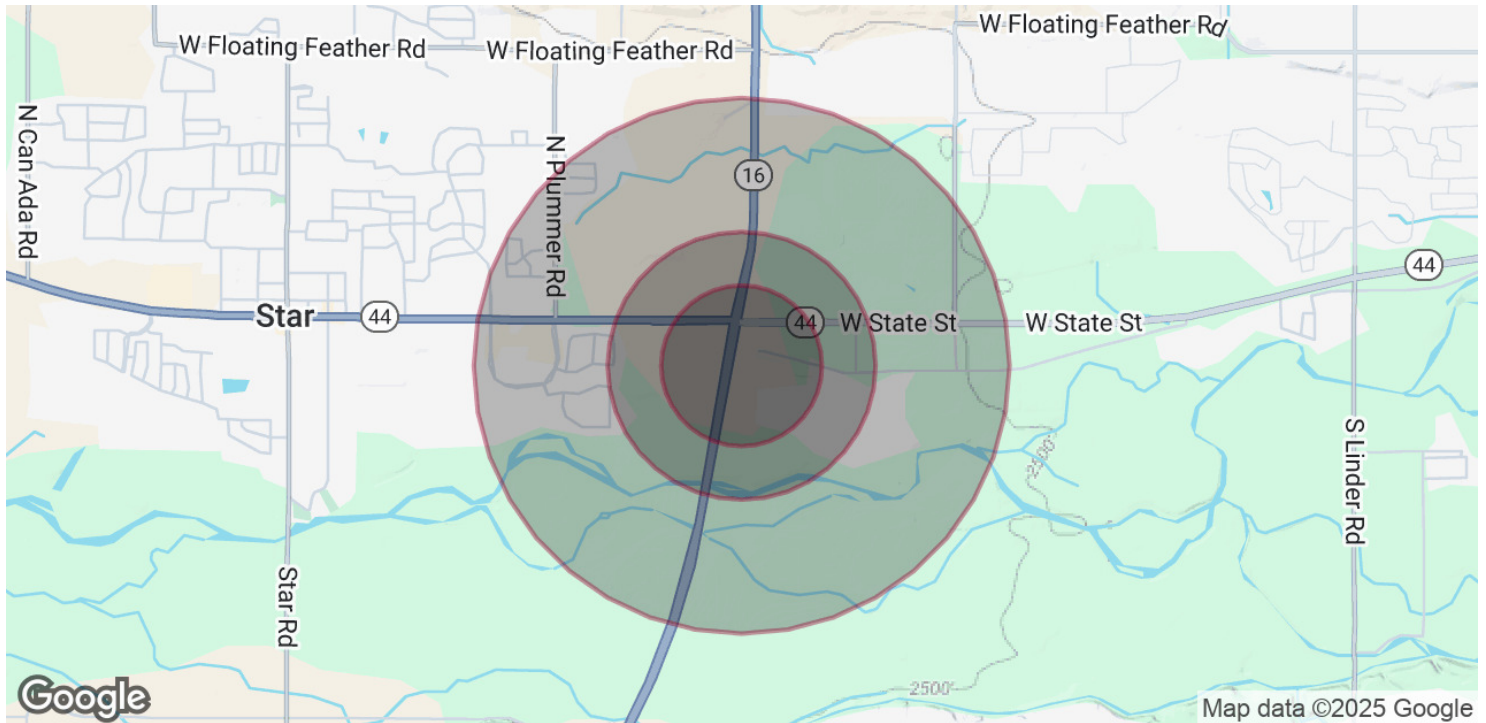 W Floating Feather Rd
W Floating Feather Rd
W Floating Feather Rd
N Can Ada Rd
N Plummer Rd
16
44
Star
44
44
W State St
W State St
S Linder Rd
2500'
Star Rd
2500'
Google
Map data ©2025 Google